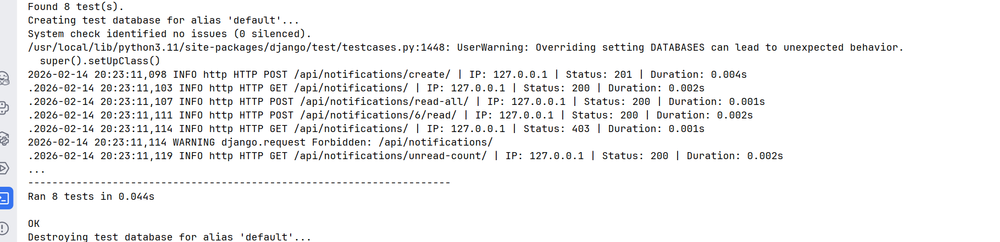 Found 8 test(s).
Creating test database for alias 'default'...
System check identified no issues (0 silenced).
/usr/local/lib/python3.11/site-packages/django/test/testcases.py:1448: UserWarning: Overriding setting DATABASES can lead to unexpected behavior.
  super().setUpClass()
2026-02-14 20:23:11,098 INFO http HTTP POST /api/notifications/create/ | IP: 127.0.0.1 | Status: 201 | Duration: 0.004s
.2026-02-14 20:23:11,103 INFO http HTTP GET /api/notifications/ | IP: 127.0.0.1 | Status: 200 | Duration: 0.002s
.2026-02-14 20:23:11,107 INFO http HTTP POST /api/notifications/read-all/ | IP: 127.0.0.1 | Status: 200 | Duration: 0.001s
.2026-02-14 20:23:11,111 INFO http HTTP POST /api/notifications/6/read/ | IP: 127.0.0.1 | Status: 200 | Duration: 0.002s
.2026-02-14 20:23:11,114 INFO http HTTP GET /api/notifications/ | IP: 127.0.0.1 | Status: 403 | Duration: 0.001s
2026-02-14 20:23:11,114 WARNING django.request Forbidden: /api/notifications/
.2026-02-14 20:23:11,119 INFO http HTTP GET /api/notifications/unread-count/ | IP: 127.0.0.1 | Status: 200 | Duration: 0.002s
...
----------------------------------------------------------------------
Ran 8 tests in 0.044s

OK
Destroying test database for alias 'default'...